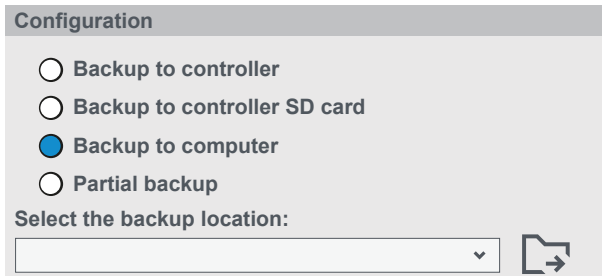 Configuration
Backup to controller
Backup to controller SD card
Backup to computer
Partial backup
Select the backup location: